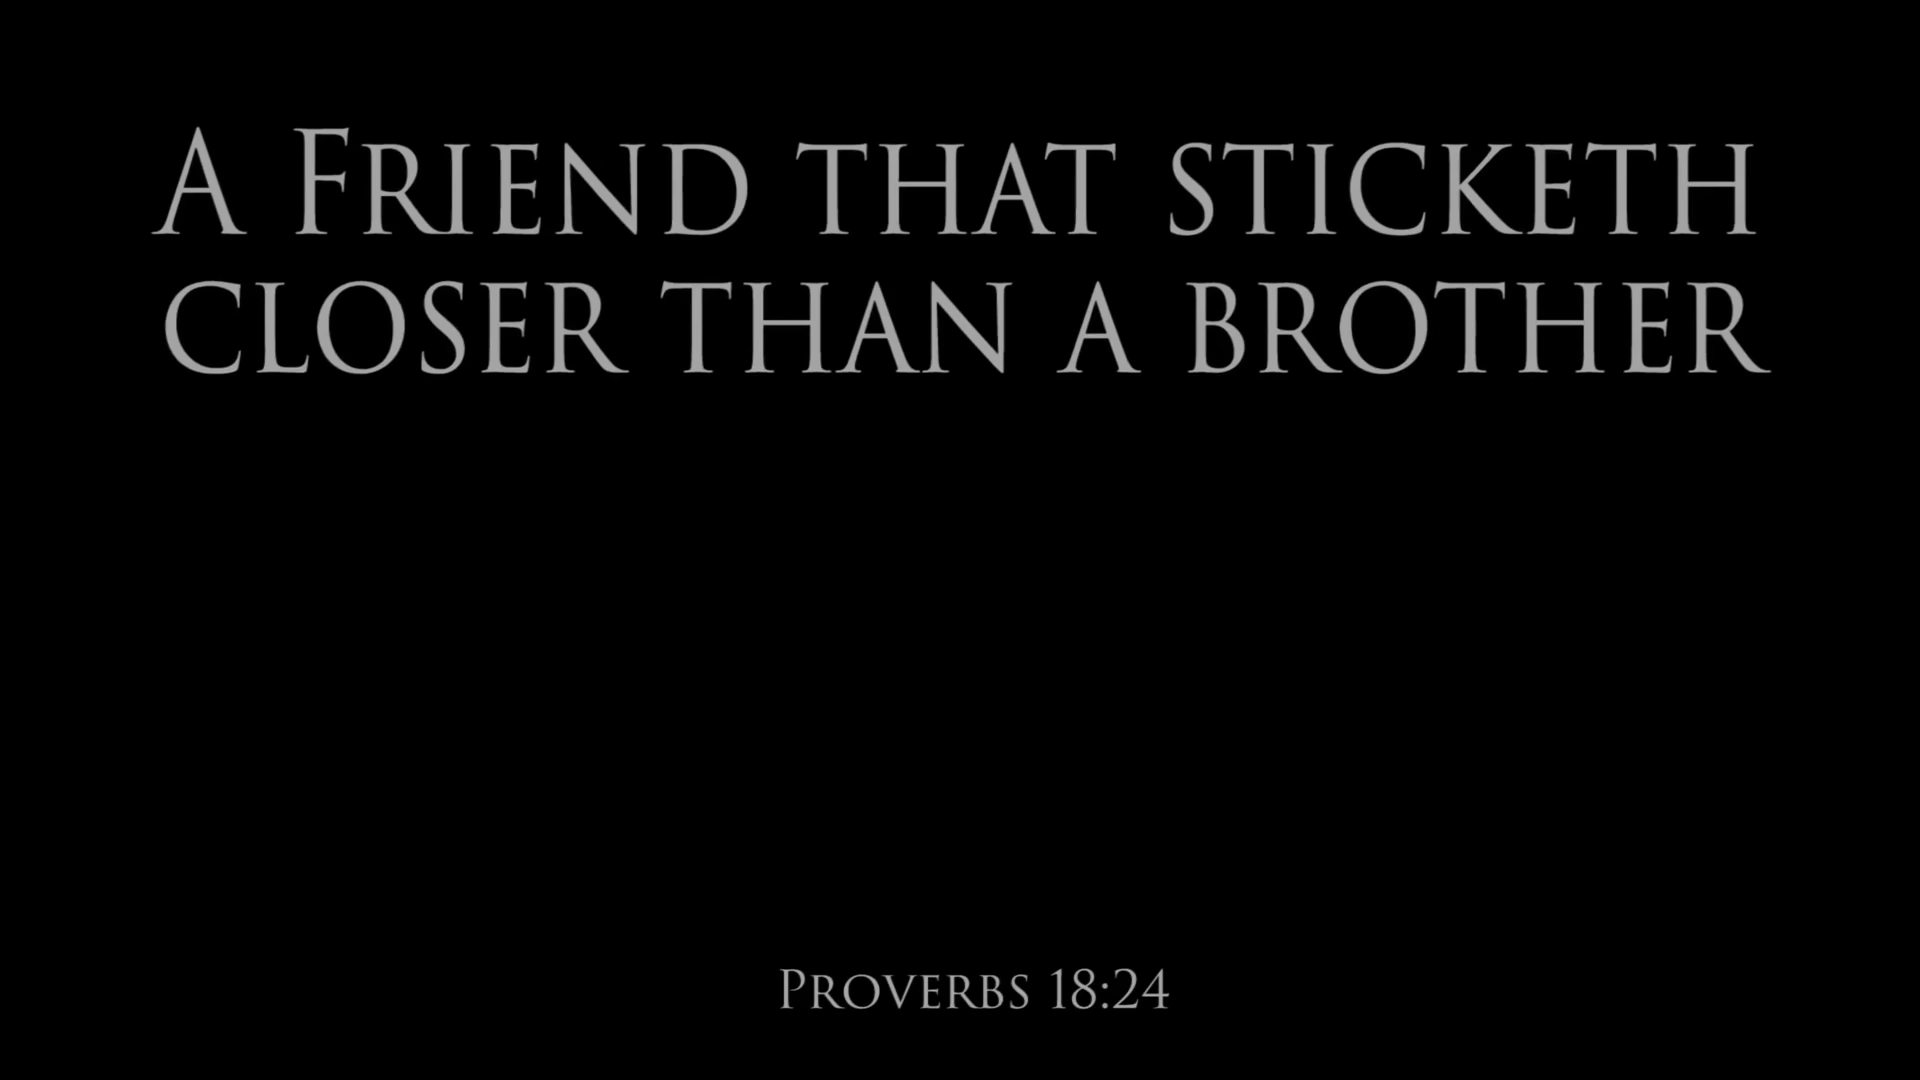 A Friend that sticketh
closer than a brother
Proverbs 18:24